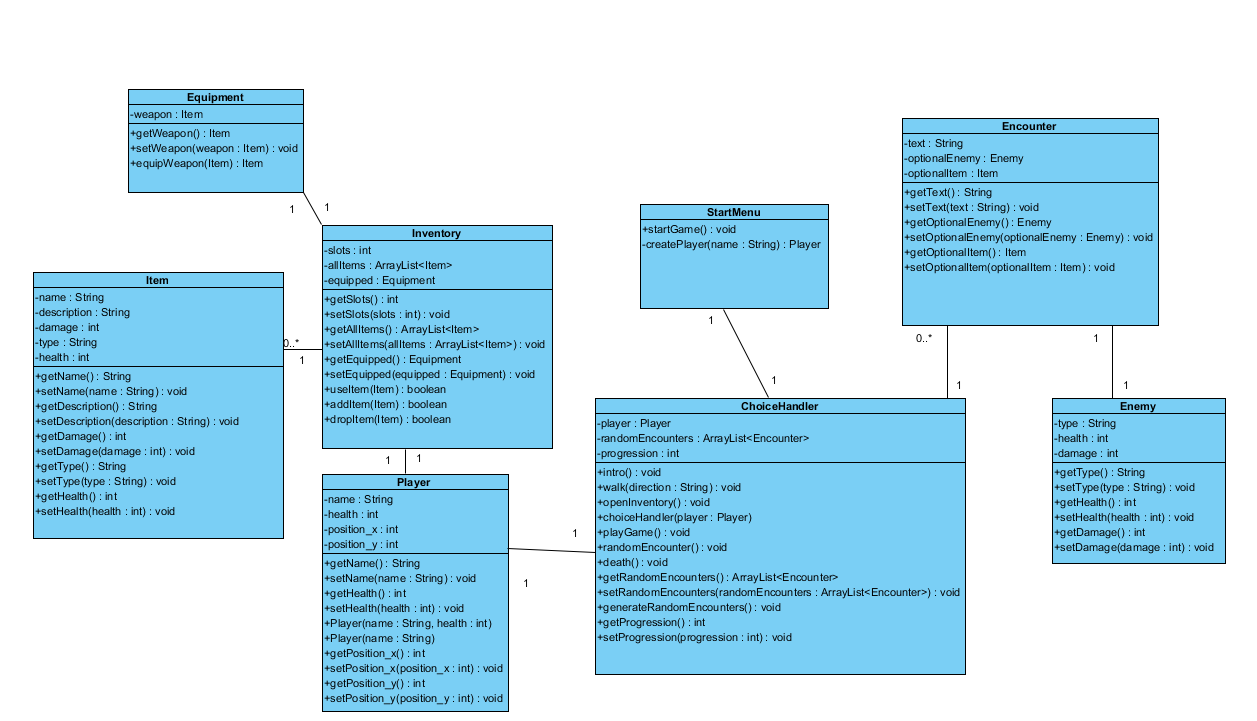 Equipment
-weapon : Item
+getWeapon() : Item
+setWeapon(weapon : Item) : void
+equipWeapon(Item) : Item
1
1
Inventory
-slots : int
-allItems : ArrayList<Item>
-equipped : Equipment
+getSlots() : int
+setSlots(slots : int) : void
+getAllItems() : ArrayList<Item>
+setAllItems(allItems : ArrayList<Item>) : void
+getEquipped() : Equipment
+setEquipped(equipped : Equipment) : void
+useItem(Item) : boolean
+addItem(Item) : boolean
+dropItem(Item) : boolean
Item
-name : String
-description : String
-damage : int
-type : String
-health : int
+getName() : String
+setName(name : String) : void
+getDescription() : String
+setDescription(description : String) : void
+getDamage() : int
+setDamage(damage : int) : void
+getType() : String
+setType(type : String) : void
+getHealth() : int
+setHealth(health : int) : void
0..*
1
1
1
Player
-name : String
-health : int
-position_x : int
-position_y : int
+getName() : String
+setName(name : String) : void
+getHealth() : int
+setHealth(health : int) : void
+Player(name : String, health : int)
+Player(name : String)
+getPosition_x() : int
+setPosition_x(position_x : int) : void
+getPosition_y() : int
+setPosition_y(position_y : int) : void
1
1
StartMenu
+startGame() : void
-createPlayer(name : String) : Player
1
1
ChoiceHandler
-player : Player
-randomEncounters : ArrayList<Encounter>
-progression : int
+intro() : void
+walk(direction : String) : void
+openInventory() : void
+choiceHandler(player : Player)
+playGame() : void
+randomEncounter() : void
+death() : void
+getRandomEncounters() : ArrayList<Encounter>
+setRandomEncounters(randomEncounters : ArrayList<Encounter>) : void
+generateRandomEncounters() : void
+getProgression() : int
+setProgression(progression : int) : void
Encounter
-text : String
-optionalEnemy : Enemy
-optionalItem : Item
+getText() : String
+setText(text : String) : void
+getOptionalEnemy() : Enemy
+setOptionalEnemy(optionalEnemy : Enemy) : void
+getOptionalItem() : Item
+setOptionalItem(optionalItem : Item) : void
0..*
1
1
1
Enemy
-type : String
-health : int
-damage : int
+getType() : String
+setType(type : String) : void
+getHealth() : int
+setHealth(health : int) : void
+getDamage() : int
+setDamage(damage : int) : void